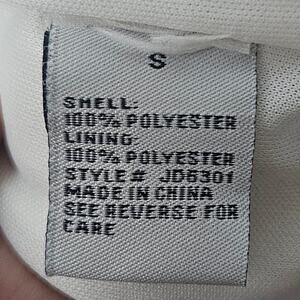 S
SHELL:
100% POLYESTER
LINING:
100% POLYESTER
STYLE# JD6301
MADE IN CHINA
SEE REVERSE FOR
CARE